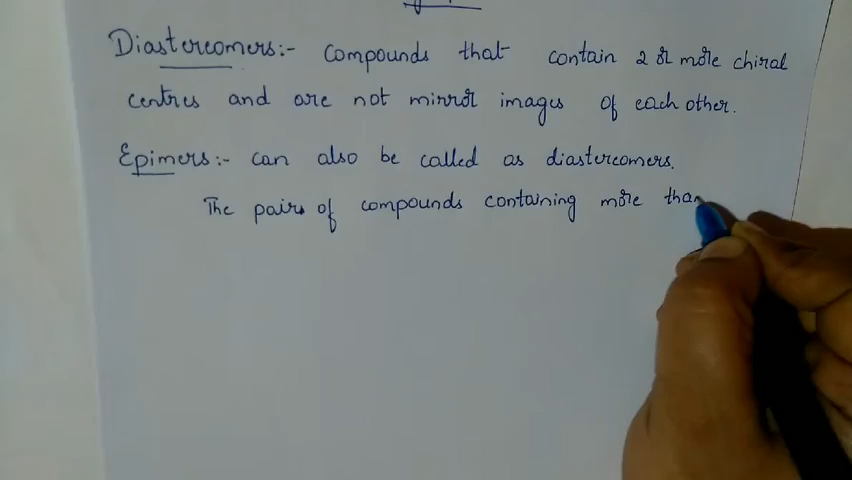 Diastereomers:- Compounds that contain 2 or more chiral
centres and are not mirror images of each other.
Epimers:- can also be called as diastereomers.
The pairs of compounds containing more than